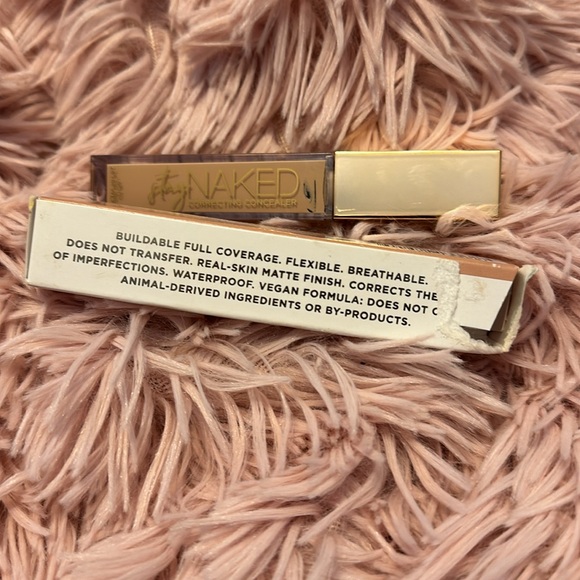 stay NAKED
CORRECTING CONCEALER
BUILDABLE FULL COVERAGE. FLEXIBLE. BREATHABLE.
DOES NOT TRANSFER. REAL-SKIN MATTE FINISH. CORRECTS THE
OF IMPERFECTIONS. WATERPROOF. VEGAN FORMULA: DOES NOT C
ANIMAL-DERIVED INGREDIENTS OR BY-PRODUCTS.